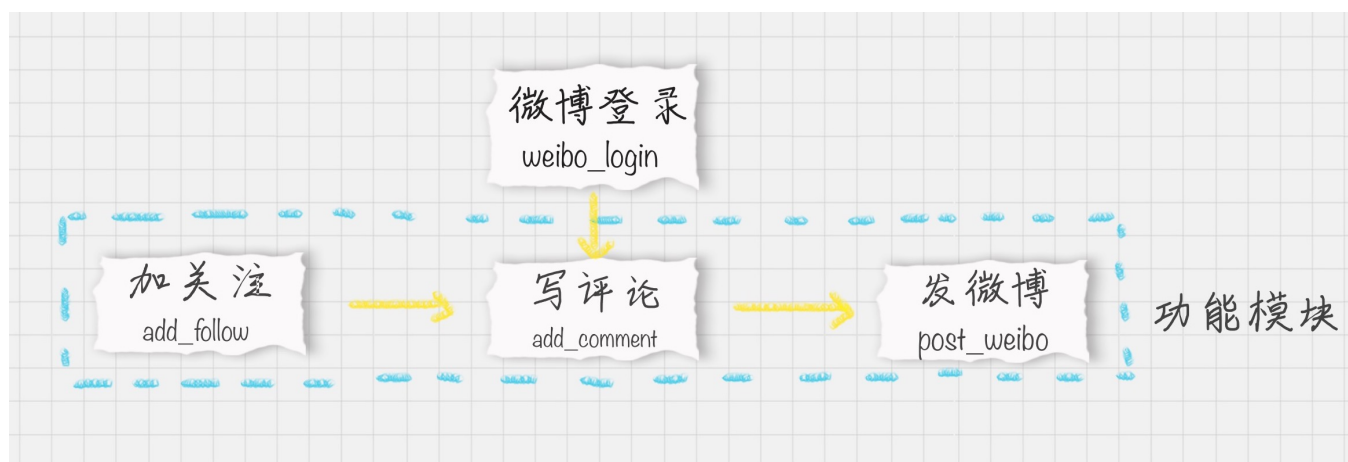 微博登录
weibo_login
加关注
add_follow
写评论
add_comment
发微博
post_weibo
功能模块